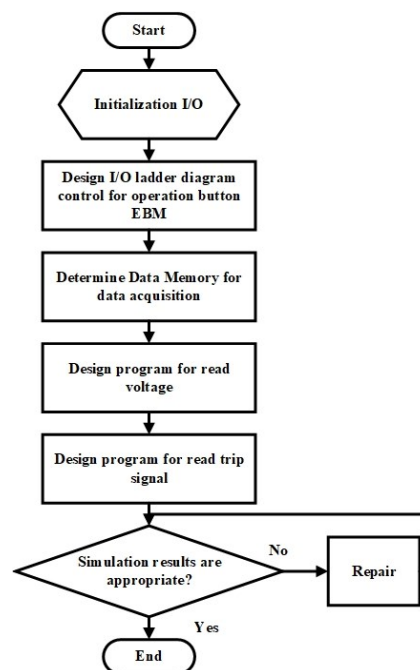 Start
Initialization I/O
Design I/O ladder diagram
control for operation button
EBM
Determine Data Memory for
data acquisition
Design program for read
voltage
Design program for read trip
signal
Simulation results are
appropriate?
No
Repair
Yes
End